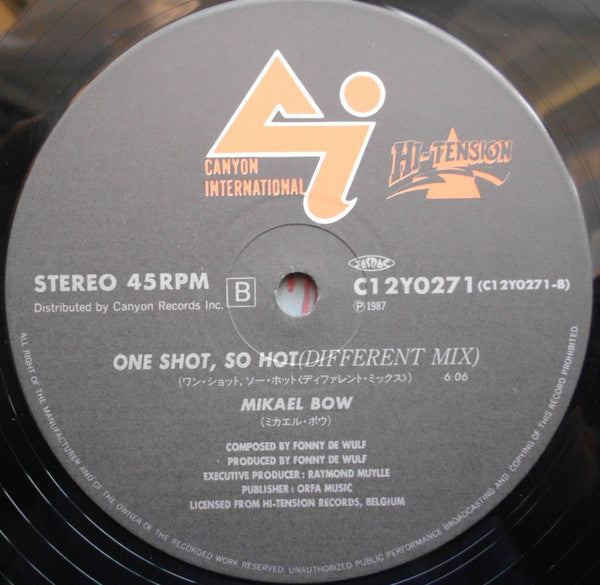 CANYON
INTERNATIONAL
HI-TENSION
STEREO 45RPM
Distributed by Canyon Records Inc.
B
JASRAC
C12Y0271(C12Y0271-B)
Ⓟ1987
ONE SHOT, SO HOT(DIFFERENT MIX)
(ワン・ショット, ソー・ホット〈ディファレント・ミックス〉) 6:06
MIKAEL BOW
(ミカエル・ボウ)
COMPOSED BY FONNY DE WULF
PRODUCED BY FONNY DE WULF
EXECUTIVE PRODUCER : RAYMOND MUYLLE
PUBLISHER : ORFA MUSIC
LICENSED FROM HI-TENSION RECORDS, BELGIUM
ALL RIGHT OF THE MANUFACTURER AND OF THE OWNER OF THE RECORDED WORK RESERVED. UNAUTHORIZED PUBLIC PERFORMANCE BROADCASTING AND COPYING OF THIS RECORD PROHIBITED.